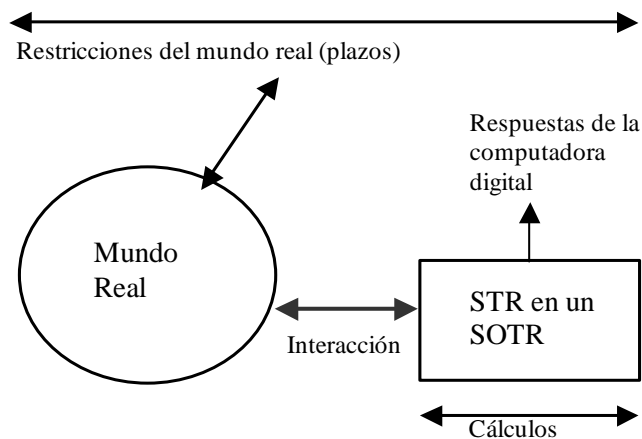 Restricciones del mundo real (plazos)
Respuestas de la
computadora
digital
Mundo
Real
STR en un
SOTR
Interacción
Cálculos